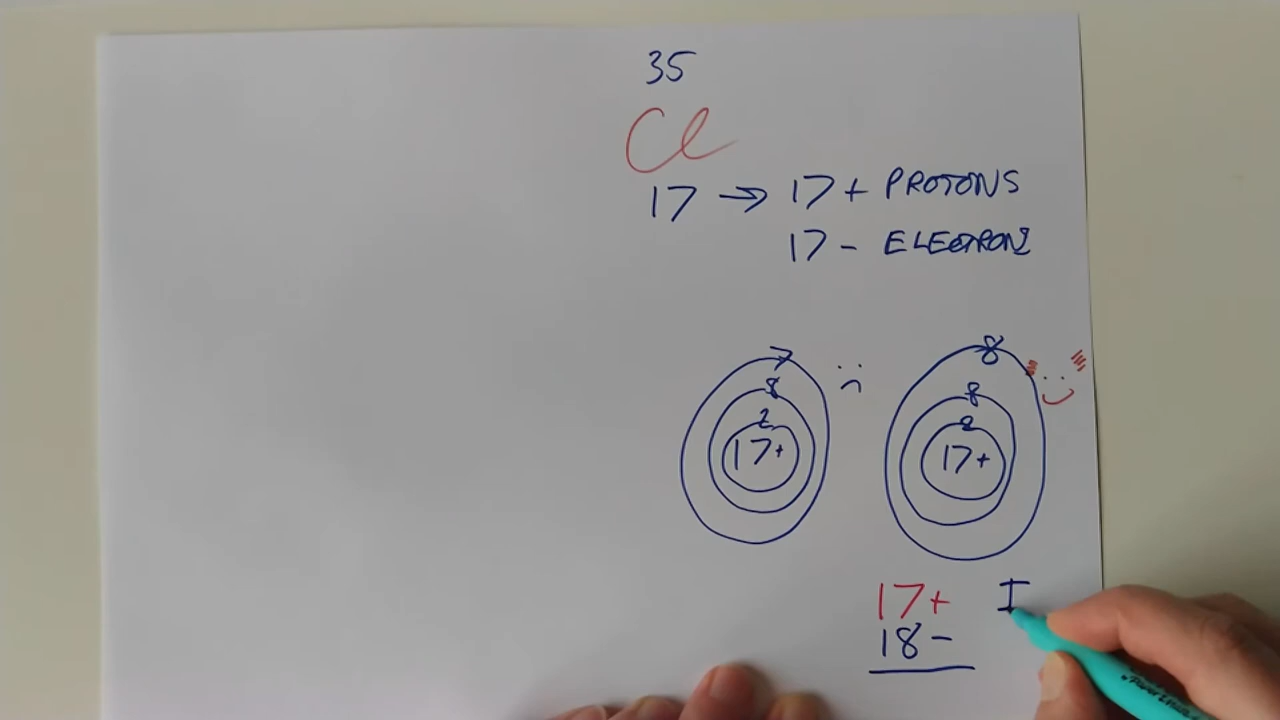 35
Cl
17 → 17+ PROTONS
17- ELECTRONS
7
8
2
17+
8
8
2
17+
17+
18-
I